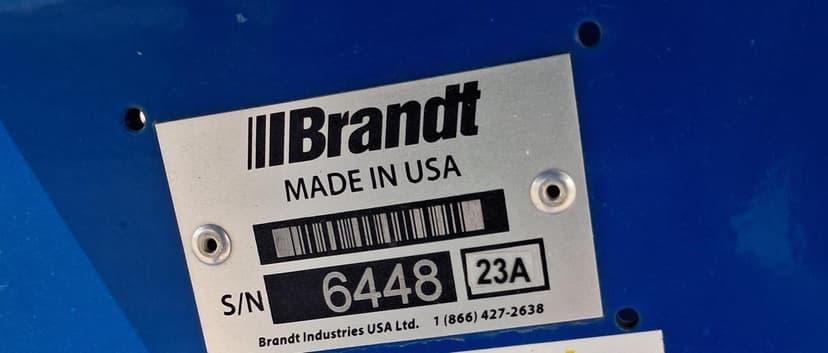 Brandt
MADE IN USA
S/N 6448 23A
Brandt Industries USA Ltd. 1 (866) 427-2638